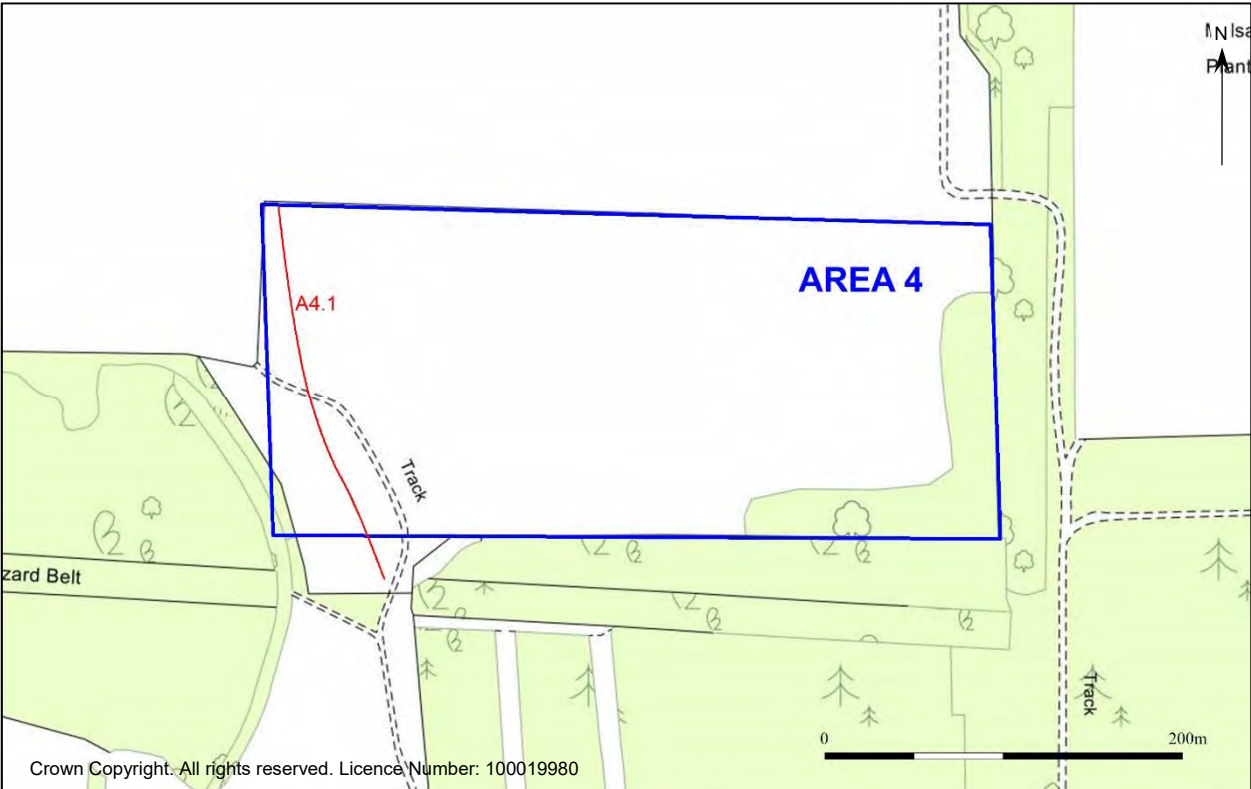 N
AREA 4
A4.1
Track
zard Belt
Track
0 200m
Crown Copyright. All rights reserved. Licence Number: 100019980